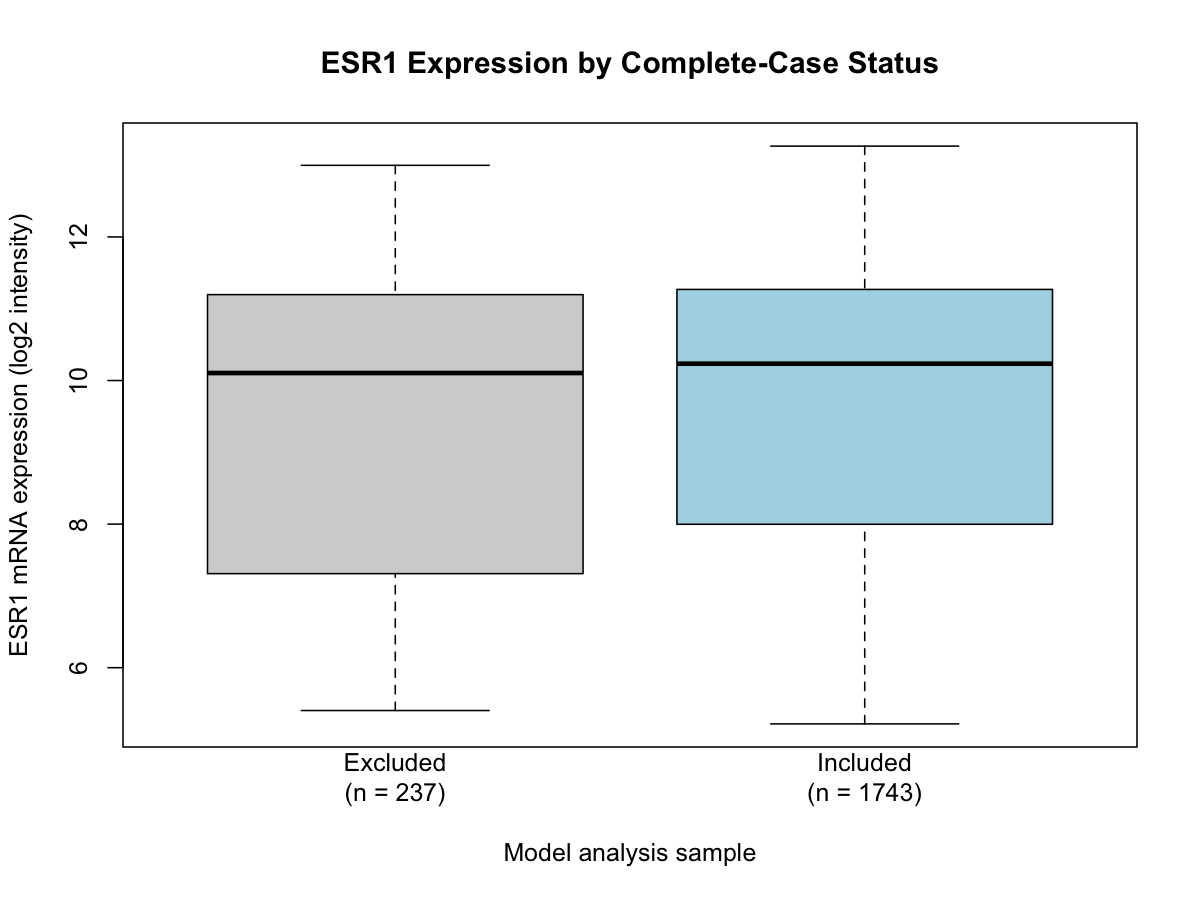 ESR1 Expression by Complete-Case Status
ESR1 mRNA expression (log2 intensity)
12
10
8
6
Excluded
(n = 237)
Included
(n = 1743)
Model analysis sample